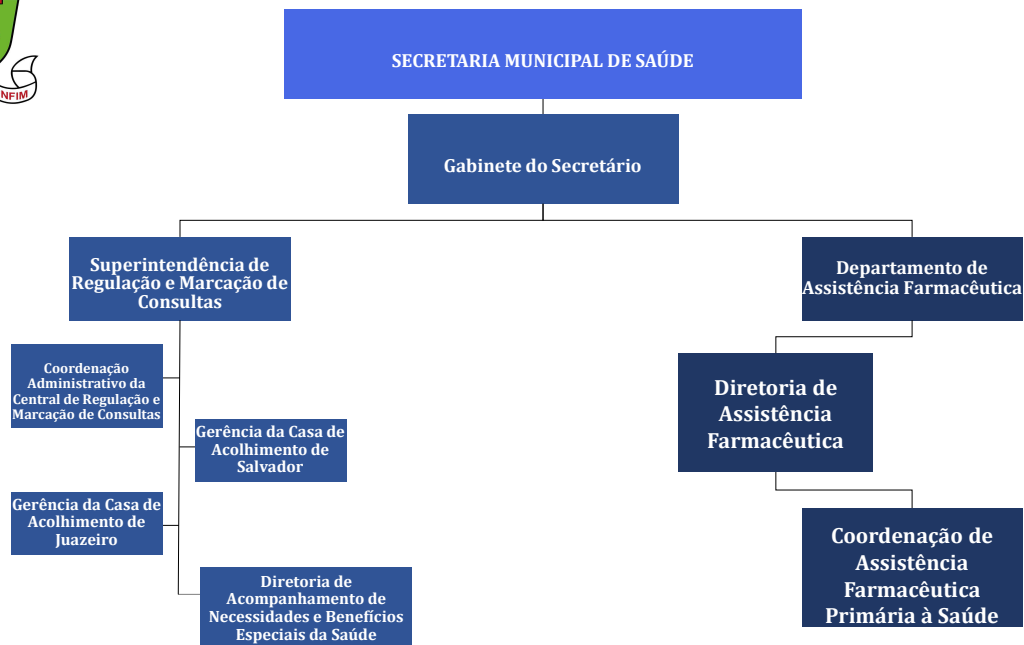 NFIM
SECRETARIA MUNICIPAL DE SAÚDE
Gabinete do Secretário
Superintendência de
Regulação e Marcação de
Consultas
Departamento de
Assistência Farmacêutica
Coordenação
Administrativo da
Central de Regulação e
Marcação de Consultas
Gerência da Casa de
Acolhimento de
Salvador
Gerência da Casa de
Acolhimento de
Juazeiro
Diretoria de
Acompanhamento de
Necessidades e Benefícios
Especiais da Saúde
Diretoria de
Assistência
Farmacêutica
Coordenação de
Assistência
Farmacêutica
Primária à Saúde